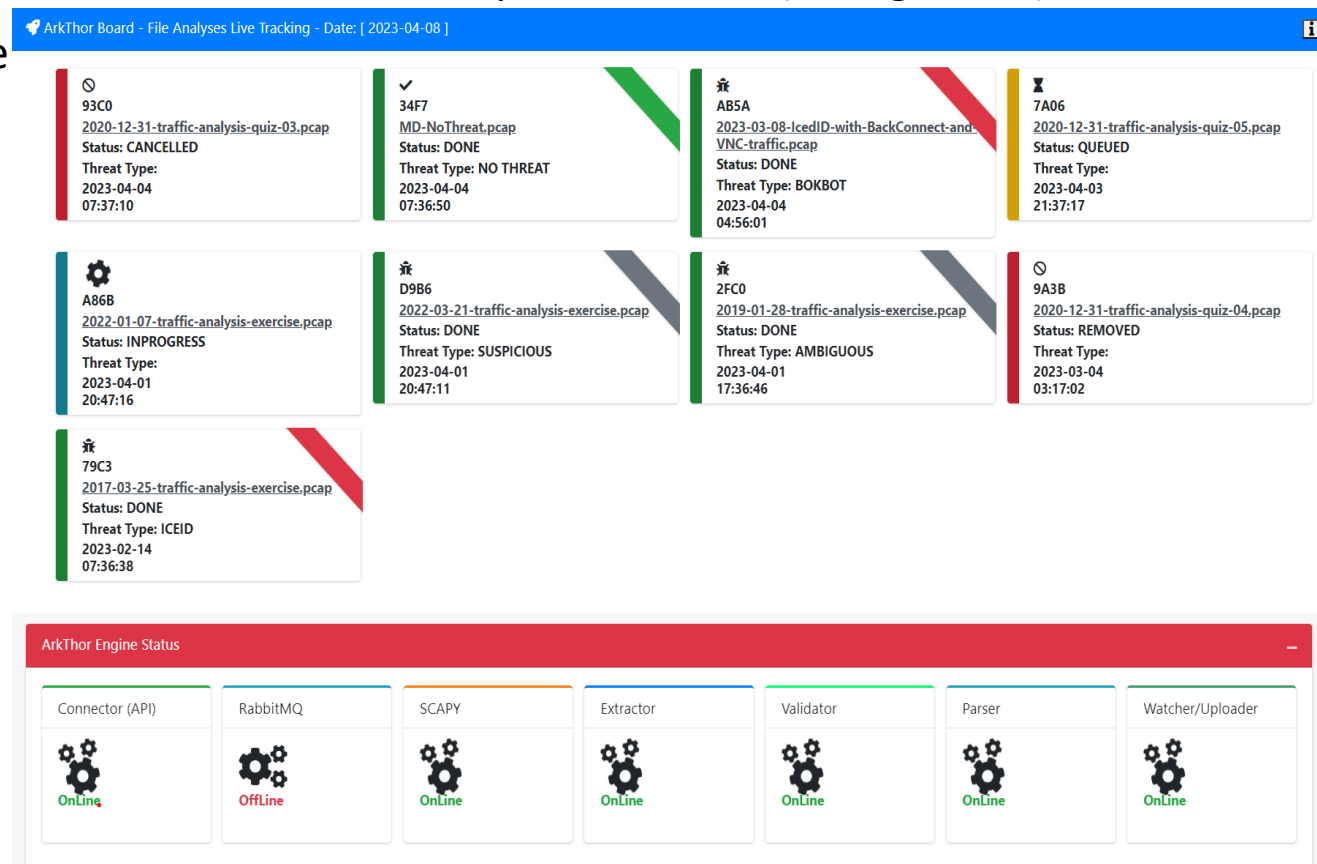 e
ArkThor Board - File Analyses Live Tracking - Date: [ 2023-04-08 ]
93C0
2020-12-31-traffic-analysis-quiz-03.pcap
Status: CANCELLED
Threat Type:
2023-04-04
07:37:10
34F7
MD-NoThreat.pcap
Status: DONE
Threat Type: NO THREAT
2023-04-04
07:36:50
AB5A
2023-03-08-IcedID-with-BackConnect-and-
VNC-traffic.pcap
Status: DONE
Threat Type: BOKBOT
2023-04-04
04:56:01
7A06
2020-12-31-traffic-analysis-quiz-05.pcap
Status: QUEUED
Threat Type:
2023-04-03
21:37:17
A86B
2022-01-07-traffic-analysis-exercise.pcap
Status: INPROGRESS
Threat Type:
2023-04-01
20:47:16
D9B6
2022-03-21-traffic-analysis-exercise.pcap
Status: DONE
Threat Type: SUSPICIOUS
2023-04-01
20:47:11
2FC0
2019-01-28-traffic-analysis-exercise.pcap
Status: DONE
Threat Type: AMBIGUOUS
2023-04-01
17:36:46
9A3B
2020-12-31-traffic-analysis-quiz-04.pcap
Status: REMOVED
Threat Type:
2023-03-04
03:17:02
79C3
2017-03-25-traffic-analysis-exercise.pcap
Status: DONE
Threat Type: ICEID
2023-02-14
07:36:38
ArkThor Engine Status
Connector (API)
OnLine
RabbitMQ
OffLine
SCAPY
OnLine
Extractor
OnLine
Validator
OnLine
Parser
OnLine
Watcher/Uploader
OnLine